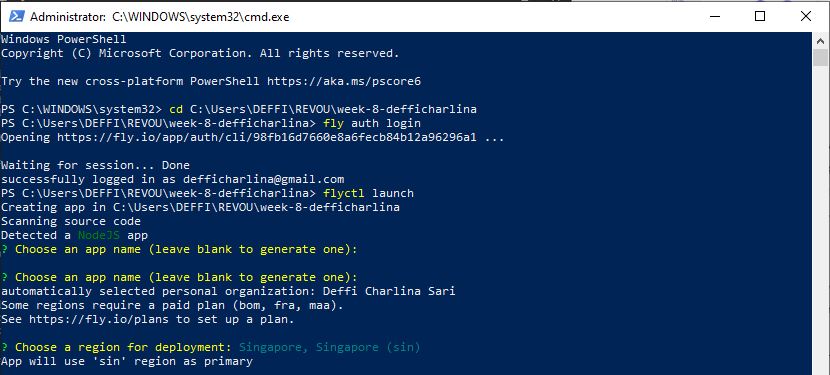 Administrator: C:\WINDOWS\system32\cmd.exe
Windows PowerShell
Copyright (C) Microsoft Corporation. All rights reserved.
Try the new cross-platform PowerShell https://aka.ms/pscore6
PS C:\WINDOWS\system32> cd C:\Users\DEFFI\REVOU\week-8-defficharlina
PS C:\Users\DEFFI\REVOU\week-8-defficharlina> fly auth login
Opening https://fly.io/app/auth/cli/98fb16d7660e8a6fecb84b12a96296a1 ...
Waiting for session... Done
successfully logged in as defficharlina@gmail.com
PS C:\Users\DEFFI\REVOU\week-8-defficharlina> flyctl launch
Creating app in C:\Users\DEFFI\REVOU\week-8-defficharlina
Scanning source code
Detected a NodeJS app
? Choose an app name (leave blank to generate one):
? Choose an app name (leave blank to generate one):
automatically selected personal organization: Deffi Charlina Sari
Some regions require a paid plan (bom, fra, maa).
See https://fly.io/plans to set up a plan.
? Choose a region for deployment: Singapore, Singapore (sin)
App will use 'sin' region as primary